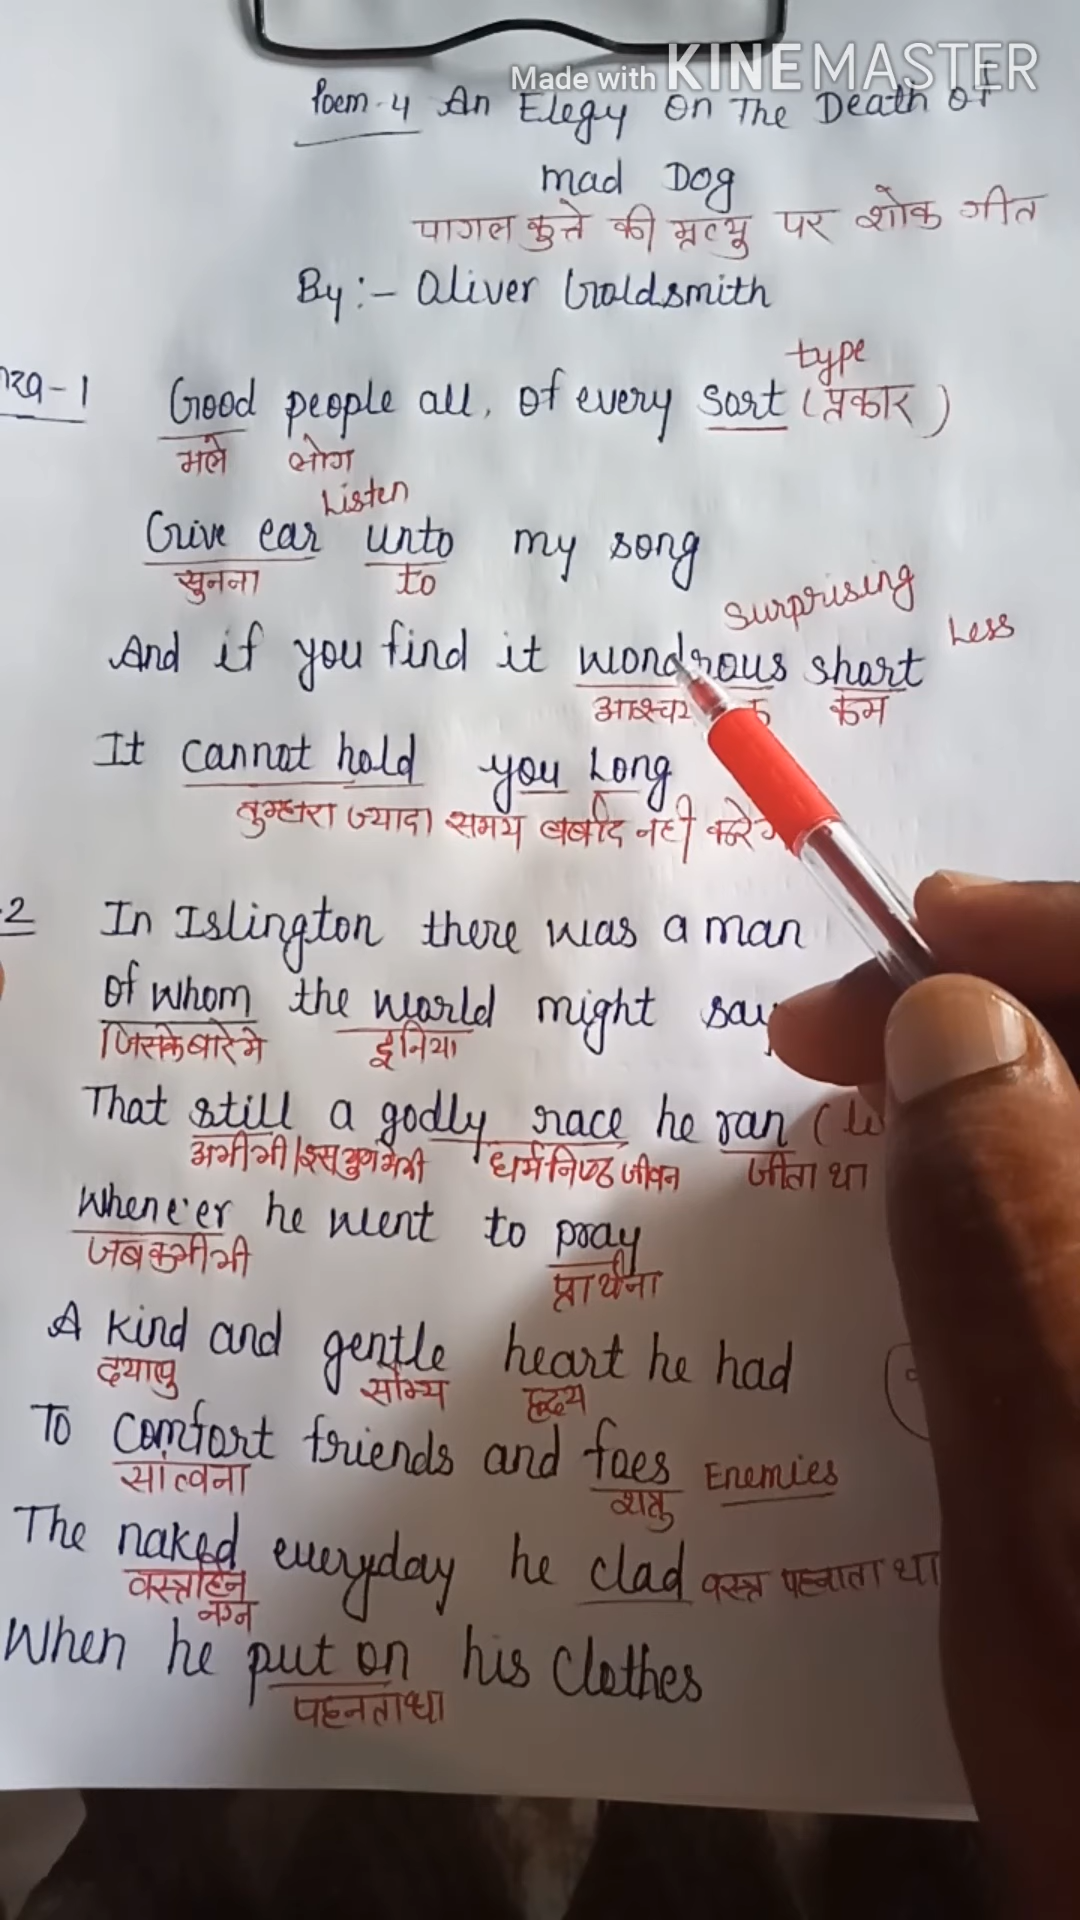 Made with KINEMASTER
Poem-4 An Elegy On The Death Of
Mad Dog
पागल कुत्ते की मृत्यु पर शोक गीत
By:- Oliver Goldsmith
type
nza-1 Good people all, of every sort (प्रकार)
भले लोग
Listen
Give ear unto my song
सुनना to
surprising
Less
And if you find it wondrous short
कम
It cannot hold you Long
तुम्हारा ज्यादा समय बर्बाद नही
2 In Islington there was a man
of whom the world might say
जिसके बारे मे दुनिया
That still a godly race he ran (
अभी भी धर्मनिष्ठ जीवन जीता था
Whene'er he went to pray
जब कभी भी प्रार्थना
A kind and gentle heart he had
दयालु सौम्य हृदय
To comfort friends and foes Enemies
सांत्वना शत्रु
The naked everyday he clad वस्त्र पहनाता था
वस्त्रहिन
नग्न
When he put on his clothes
पहनता था